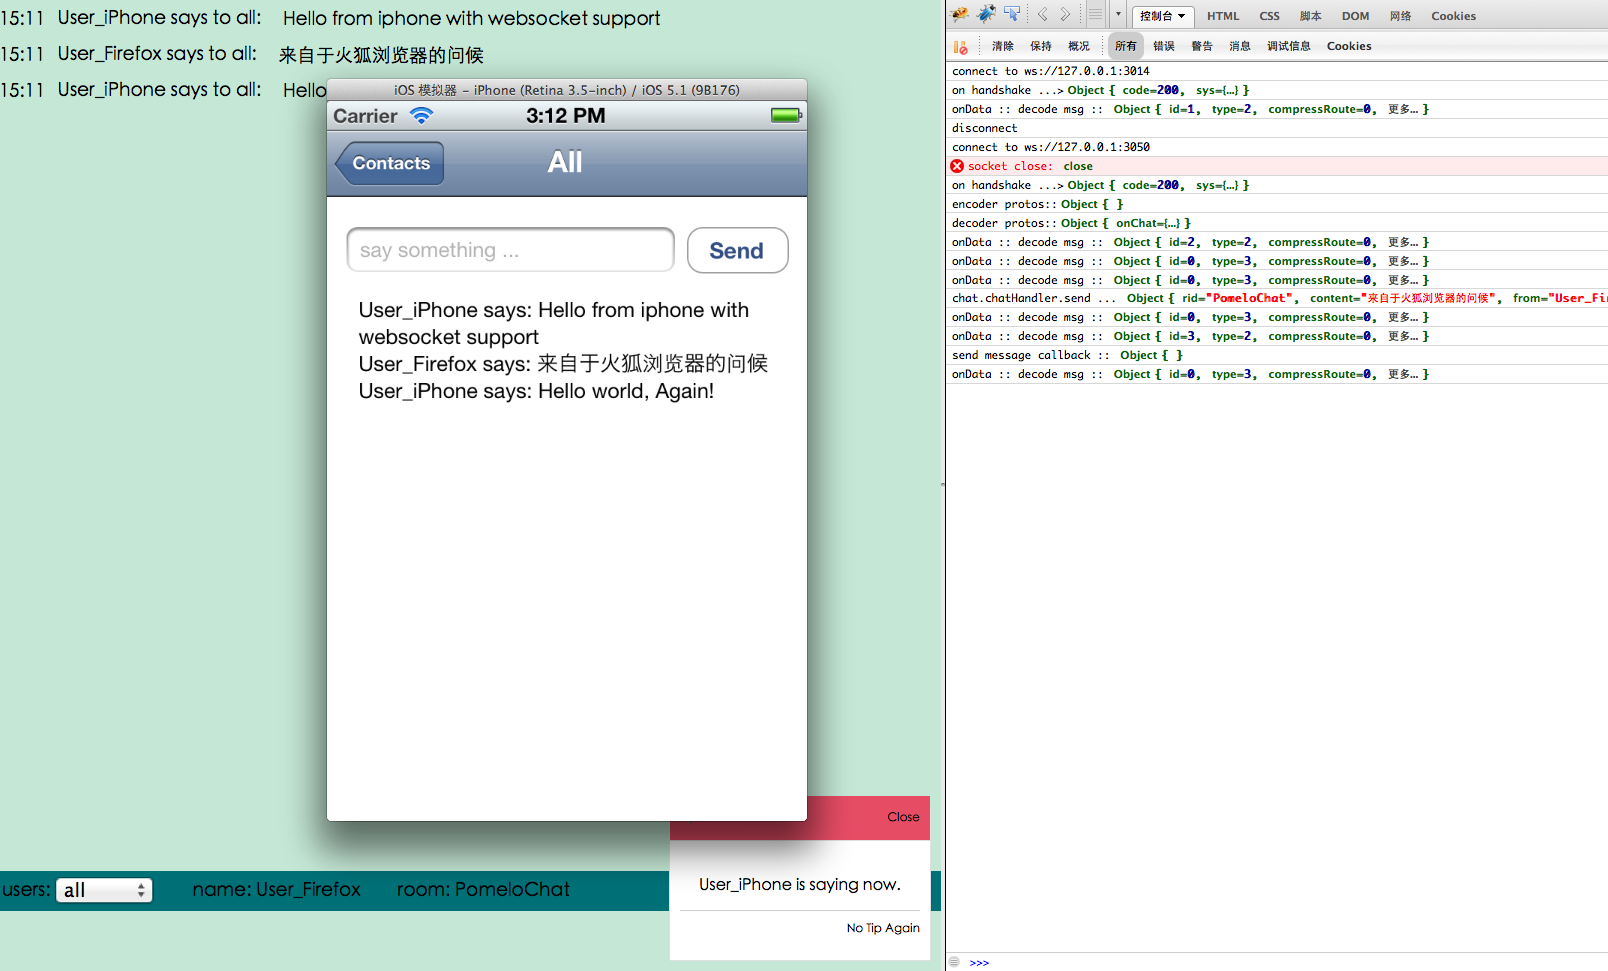 15:11 User_iPhone says to all: Hello from iphone with websocket support
15:11 User_Firefox says to all: 来自于火狐浏览器的问候
15:11 User_iPhone says to all: Hello
iOS 模拟器 - iPhone (Retina 3.5-inch) / iOS 5.1 (9B176)
Carrier 3:12 PM
Contacts All
say something ... Send
User_iPhone says: Hello from iphone with
websocket support
User_Firefox says: 来自于火狐浏览器的问候
User_iPhone says: Hello world, Again!
Close
User_iPhone is saying now.
No Tip Again
users: all name: User_Firefox room: PomeloChat
控制台 HTML CSS 脚本 DOM 网络 Cookies
清除 保持 概况 所有 错误 警告 消息 调试信息 Cookies
connect to ws://127.0.0.1:3014
on handshake ...> Object { code=200, sys={...} }
onData :: decode msg :: Object { id=1, type=2, compressRoute=0, 更多... }
disconnect
connect to ws://127.0.0.1:3050
socket close: close
on handshake ...> Object { code=200, sys={...} }
encoder protos:: Object { }
decoder protos:: Object { onChat={...} }
onData :: decode msg :: Object { id=2, type=2, compressRoute=0, 更多... }
onData :: decode msg :: Object { id=0, type=3, compressRoute=0, 更多... }
onData :: decode msg :: Object { id=0, type=3, compressRoute=0, 更多... }
chat.chatHandler.send ... Object { rid="PomeloChat", content="来自于火狐浏览器的问候", from="User_Fi
onData :: decode msg :: Object { id=0, type=3, compressRoute=0, 更多... }
onData :: decode msg :: Object { id=3, type=2, compressRoute=0, 更多... }
send message callback :: Object { }
onData :: decode msg :: Object { id=0, type=3, compressRoute=0, 更多... }
>>>